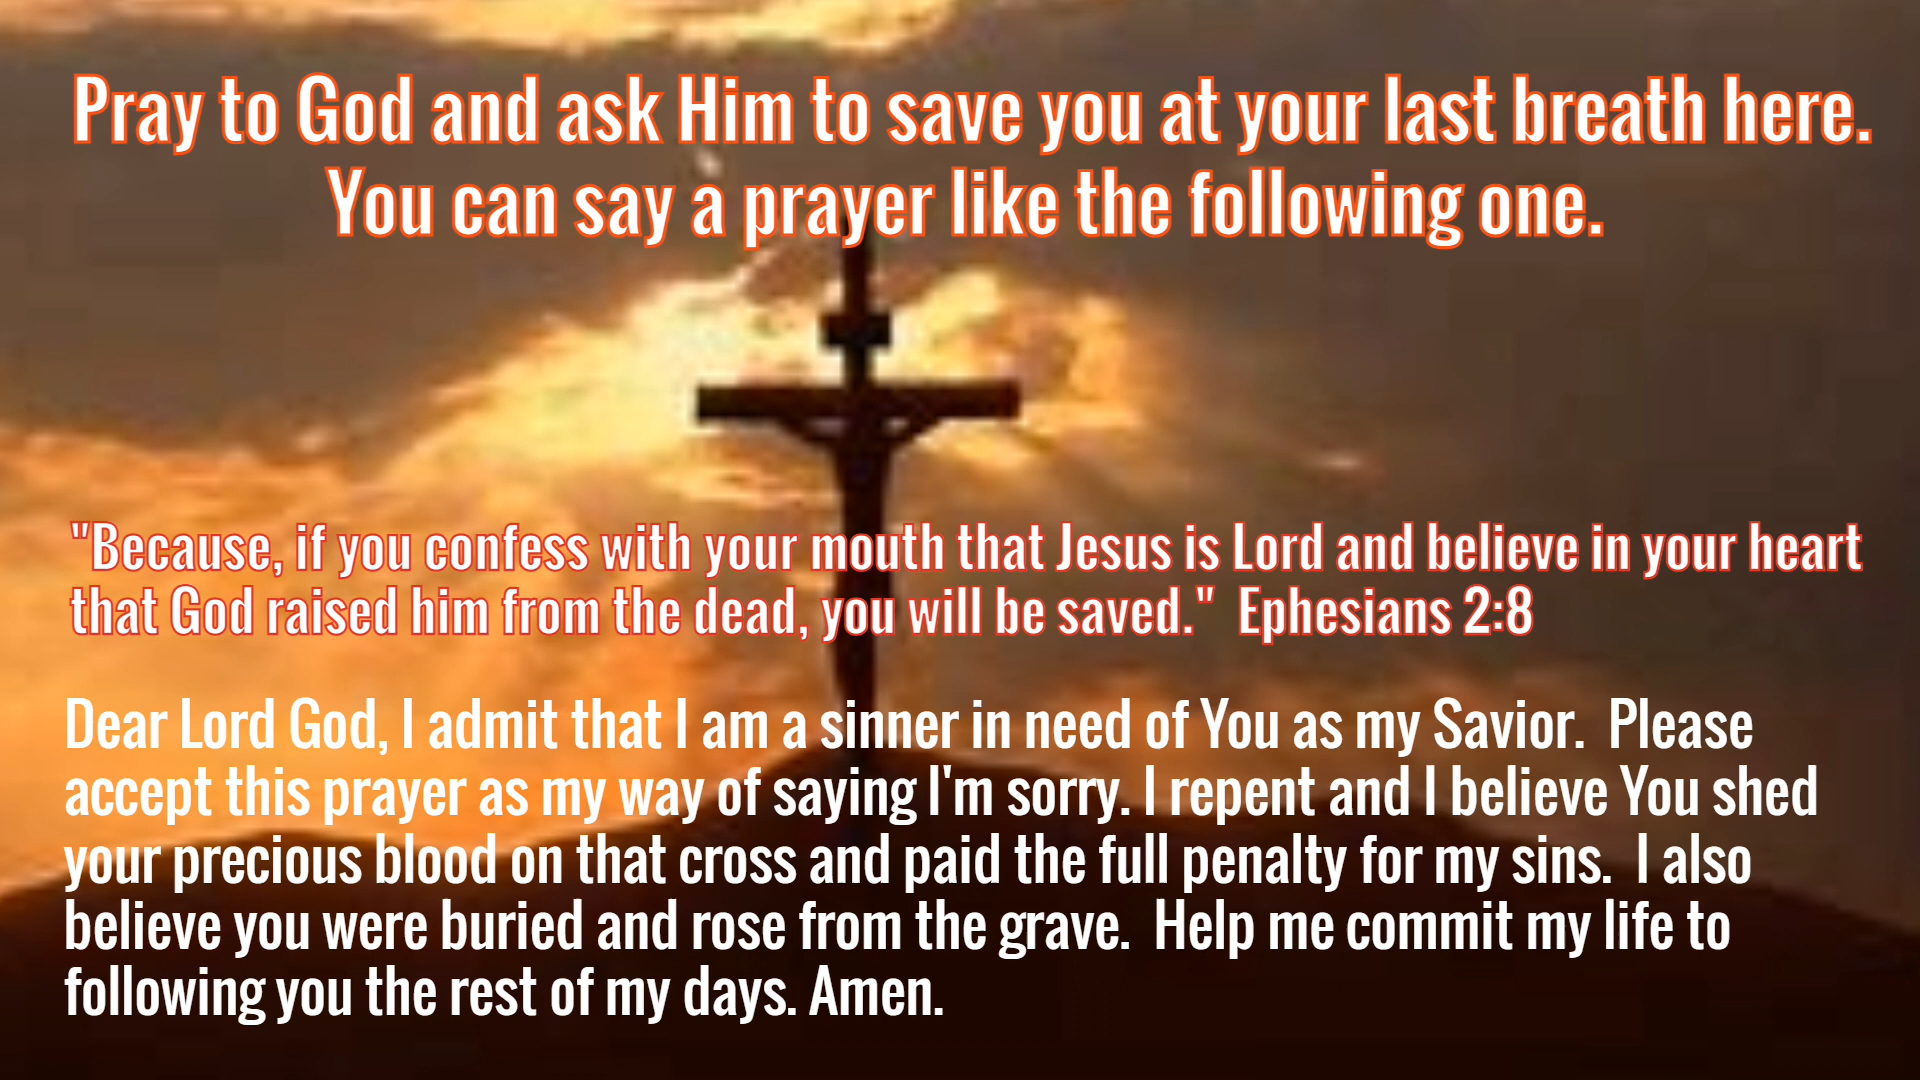 Pray to God and ask Him to save you at your last breath here.
You can say a prayer like the following one.
"Because, if you confess with your mouth that Jesus is Lord and believe in your heart
that God raised him from the dead, you will be saved."  Ephesians 2:8
Dear Lord God, I admit that I am a sinner in need of You as my Savior.  Please
accept this prayer as my way of saying I'm sorry. I repent and I believe You shed
your precious blood on that cross and paid the full penalty for my sins.  I also
believe you were buried and rose from the grave.  Help me commit my life to
following you the rest of my days. Amen.